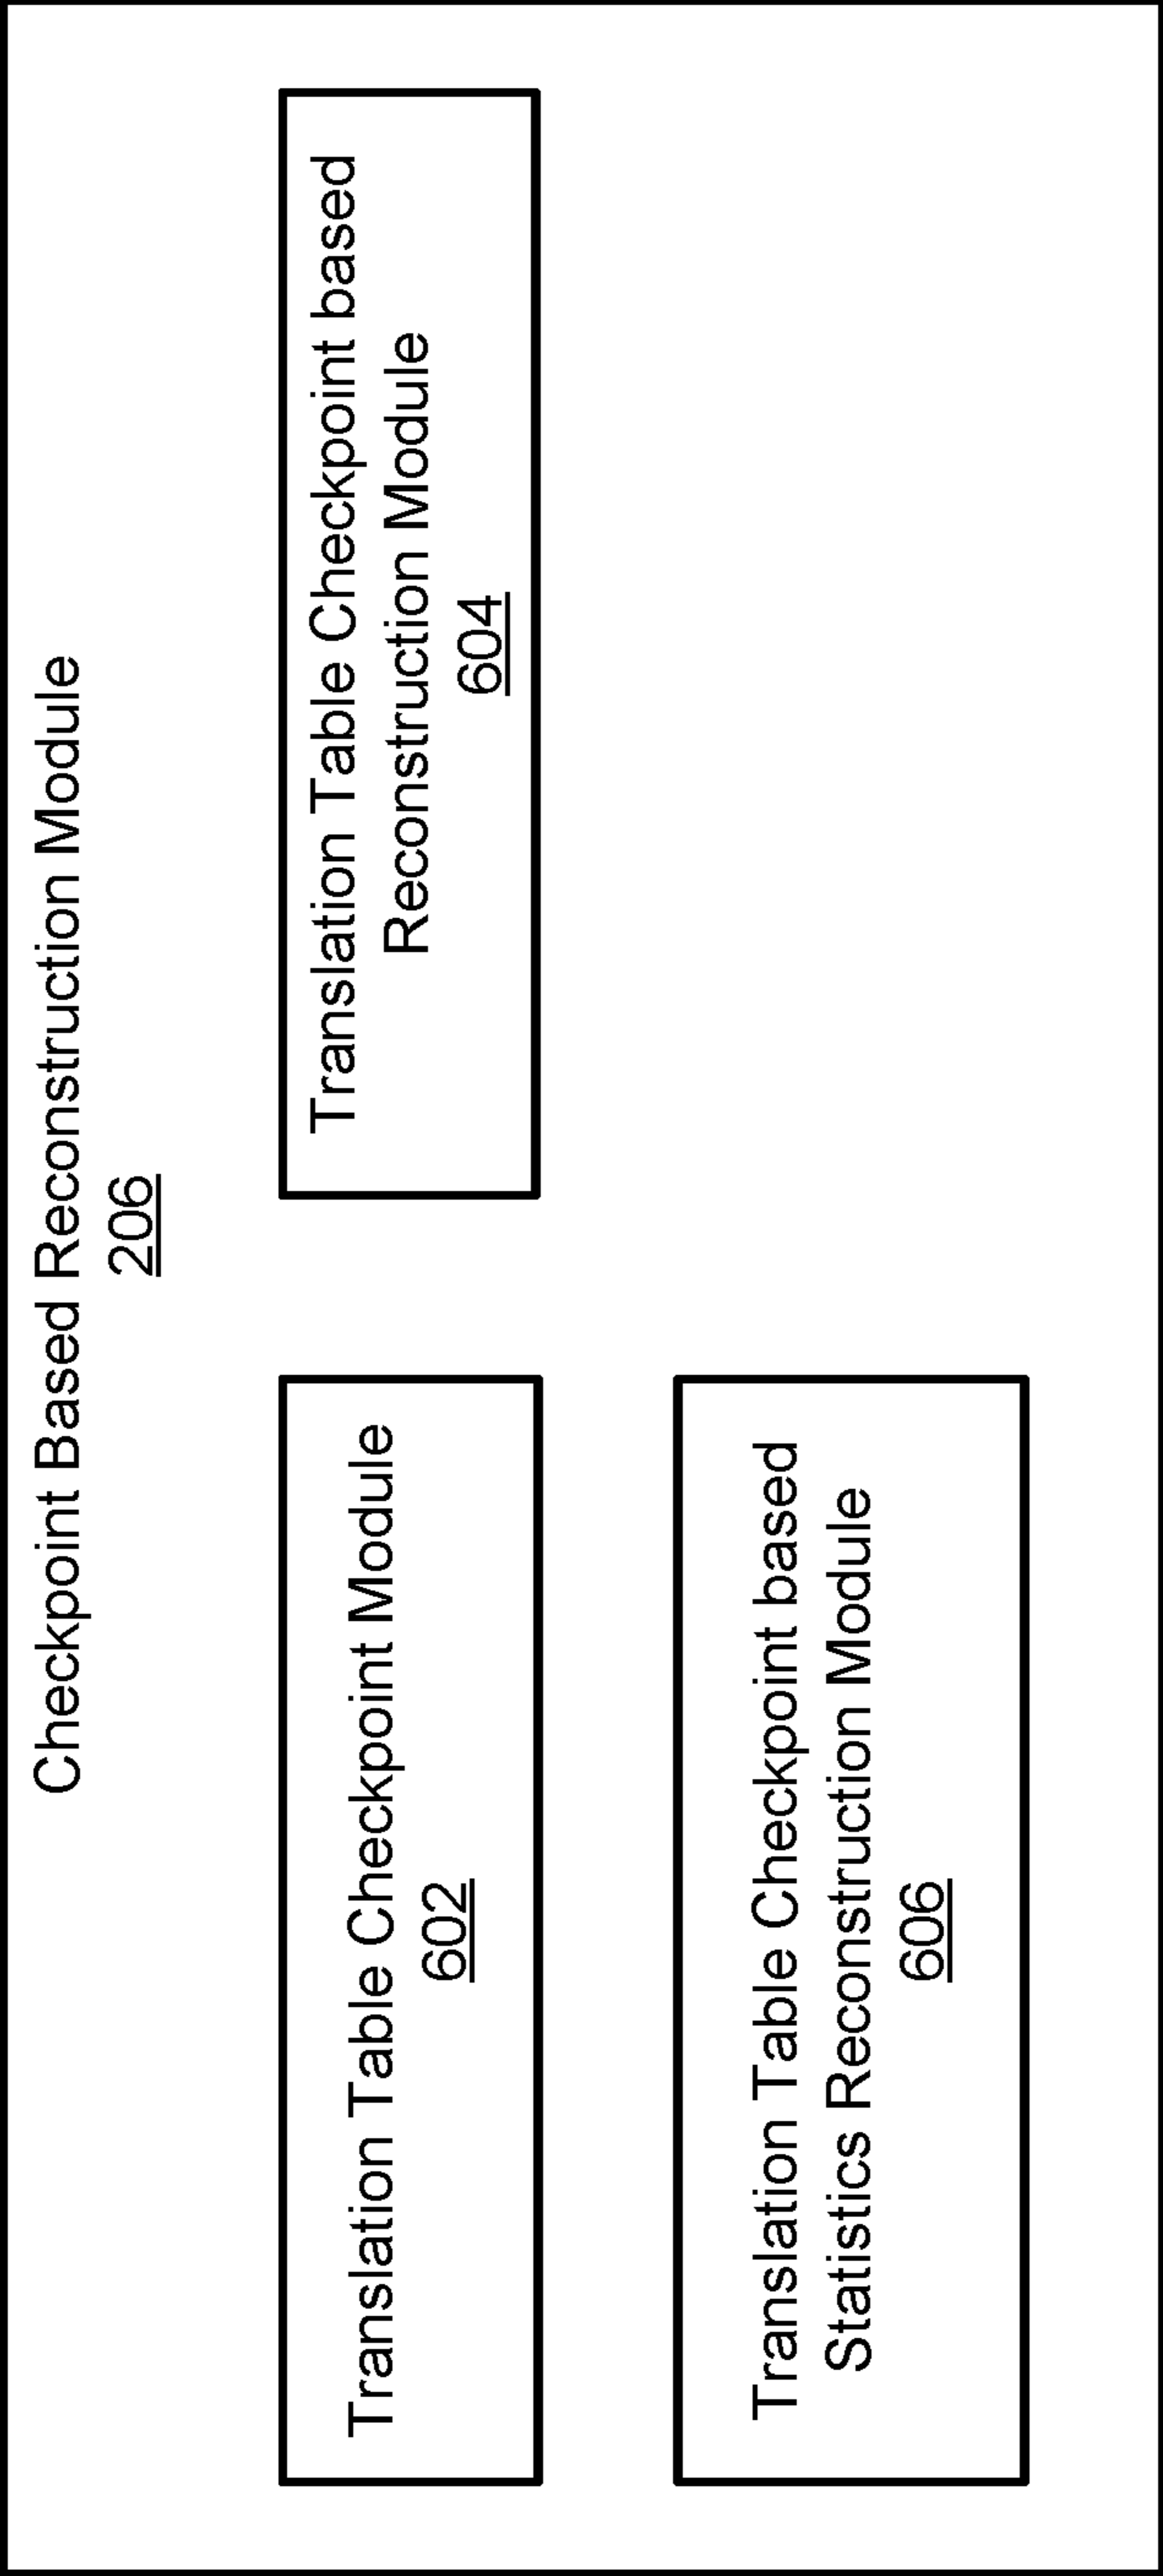 Checkpoint Based Reconstruction Module
206
Translation Table Checkpoint Module
602
Translation Table Checkpoint based
Reconstruction Module
604
Translation Table Checkpoint based
Statistics Reconstruction Module
606